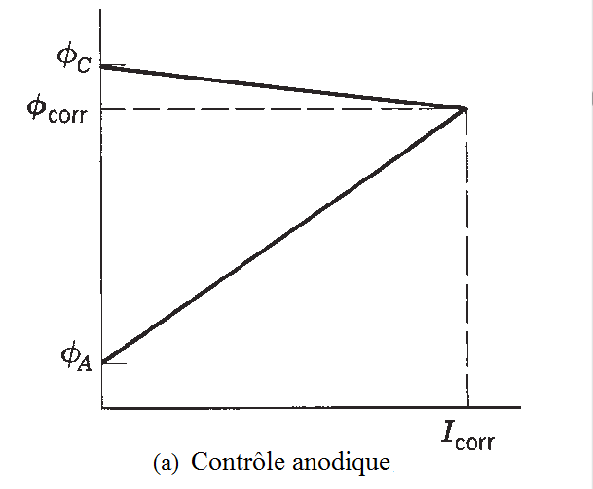 ϕC
ϕcorr
ϕA
Icorr
(a) Contrôle anodique